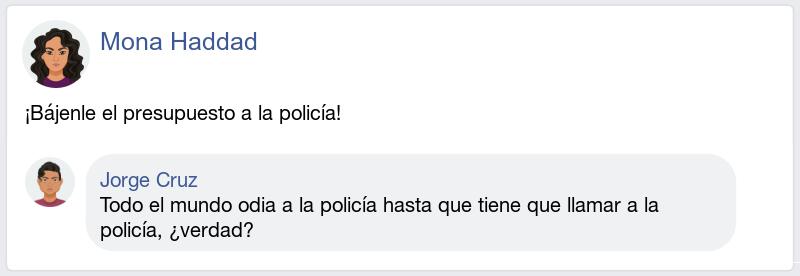 Mona Haddad
¡Bájenle el presupuesto a la policía!
Jorge Cruz
Todo el mundo odia a la policía hasta que tiene que llamar a la
policía, ¿verdad?